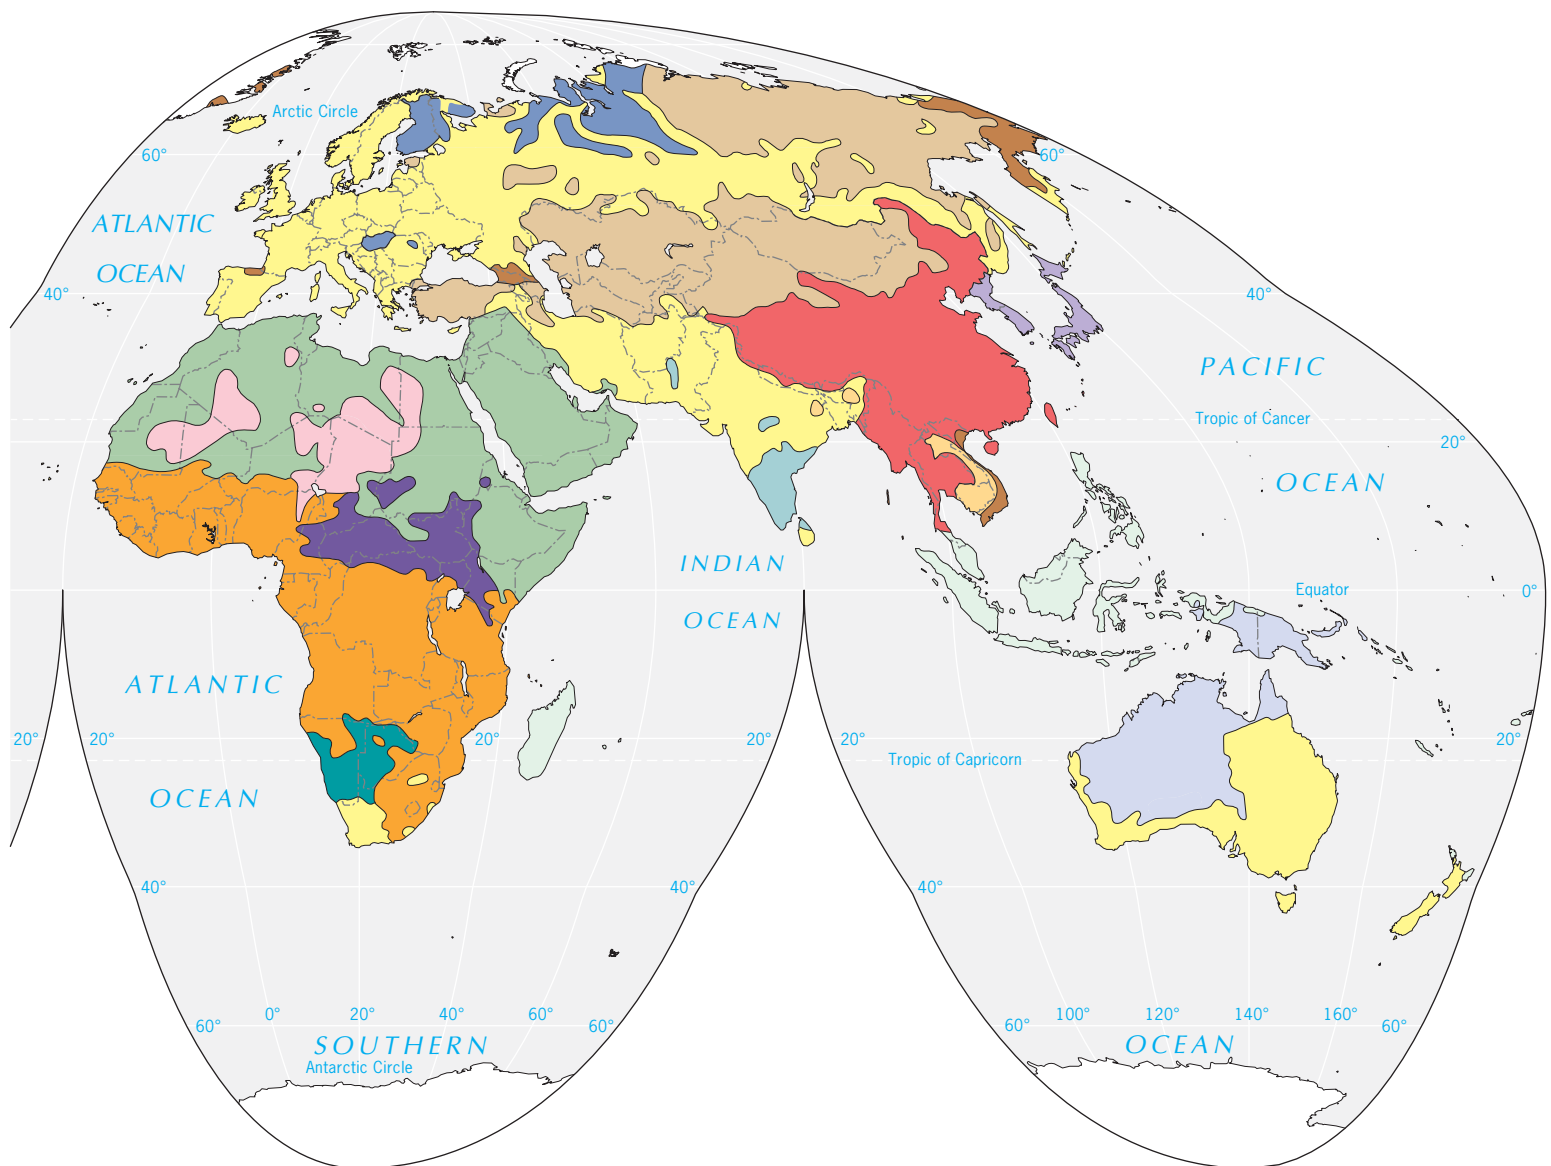 Arctic Circle
60°
60°
ATLANTIC
OCEAN
40°
40°
PACIFIC
Tropic of Cancer
20°
OCEAN
INDIAN
OCEAN
Equator
0°
ATLANTIC
20°
20°
20°
20°
20°
20°
Tropic of Capricorn
OCEAN
40°
40°
40°
60°
0°
20°
40°
60°
60°
60°
100°
120°
140°
160°
60°
SOUTHERN
OCEAN
Antarctic Circle